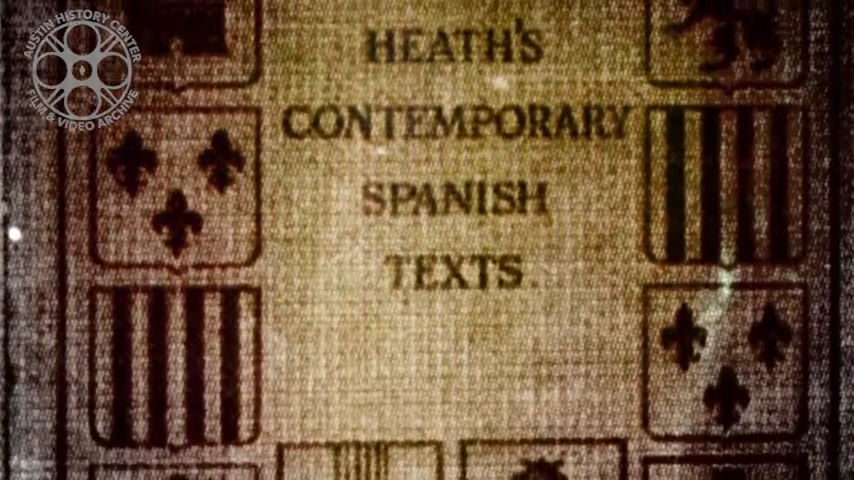 AUSTIN HISTORY CENTER
FILM & VIDEO ARCHIVE
HEATH'S
CONTEMPORARY
SPANISH
TEXTS